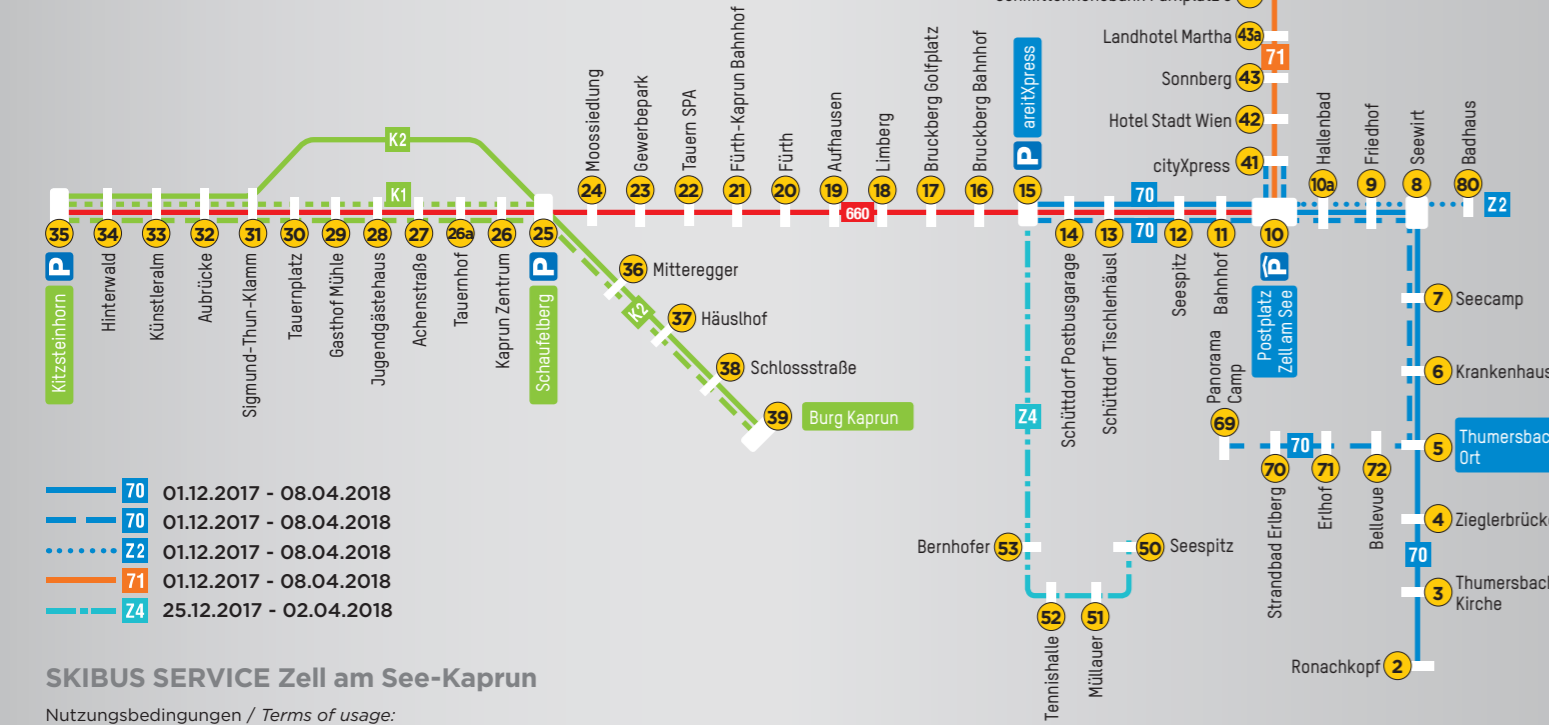 Landhotel Martha 43a
71
Sonnberg 43
Hotel Stadt Wien 42
cityXpress 41
K2
K1
35
P
Kitzsteinhorn
34
Hinterwald
33
Künstleralm
32
Aubrücke
31
Sigmund-Thun-Klamm
30
Tauernplatz
29
Gasthof Mühle
28
Jugendgästehaus
27
Achenstraße
26a
Tauernhof
26
Kaprun Zentrum
25
P
Schaufelberg
Moossiedlung
24
Gewerbepark
23
Tauern SPA
22
Fürth-Kaprun Bahnhof
21
Fürth
20
Aufhausen
19
660
Limberg
18
Bruckberg Golfplatz
17
Bruckberg Bahnhof
16
areitXpress
P
15
70
70
14
Schüttdorf Postbusgarage
13
Schüttdorf Tischlerhäusl
12
Seespitz
11
Bahnhof
10
P
Postplatz
Zell am See
Hallenbad
10a
Friedhof
9
Seewirt
8
Badhaus
80
Z2
36 Mitteregger
K2
37 Häuslhof
38 Schlossstraße
39 Burg Kaprun
7 Seecamp
6 Krankenhaus
Panorama
Camp
69
70
70
Strandbad Erlberg
71
Erlhof
72
Bellevue
5
Ort
4
70
3
Kirche
Ronachkopf 2
Z4
Bernhofer 53
50 Seespitz
52
Tennishalle
51
Müllauer
70 01.12.2017 - 08.04.2018
70 01.12.2017 - 08.04.2018
Z2 01.12.2017 - 08.04.2018
71 01.12.2017 - 08.04.2018
Z4 25.12.2017 - 02.04.2018
SKIBUS SERVICE Zell am See-Kaprun
Nutzungsbedingungen / Terms of usage: